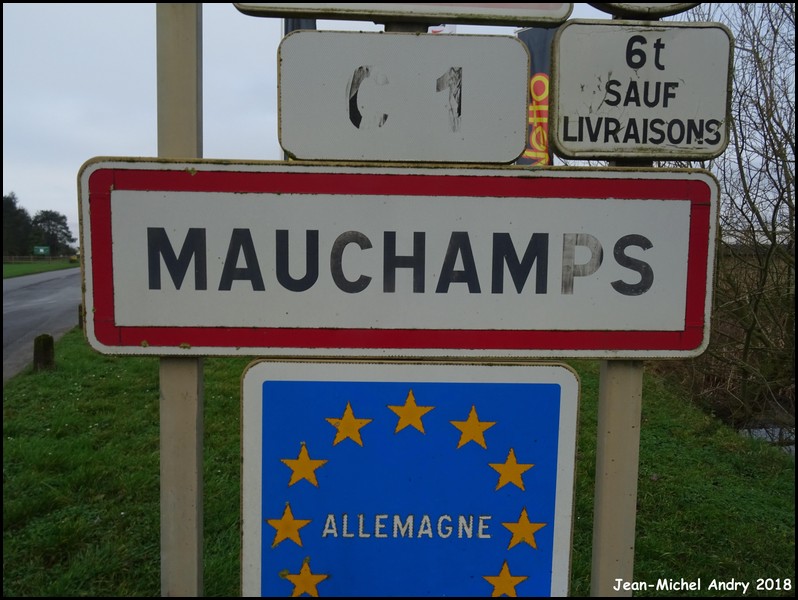 C 1
6t
SAUF
LIVRAISONS
MAUCHAMPS
ALLEMAGNE
Jean-Michel Andry 2018